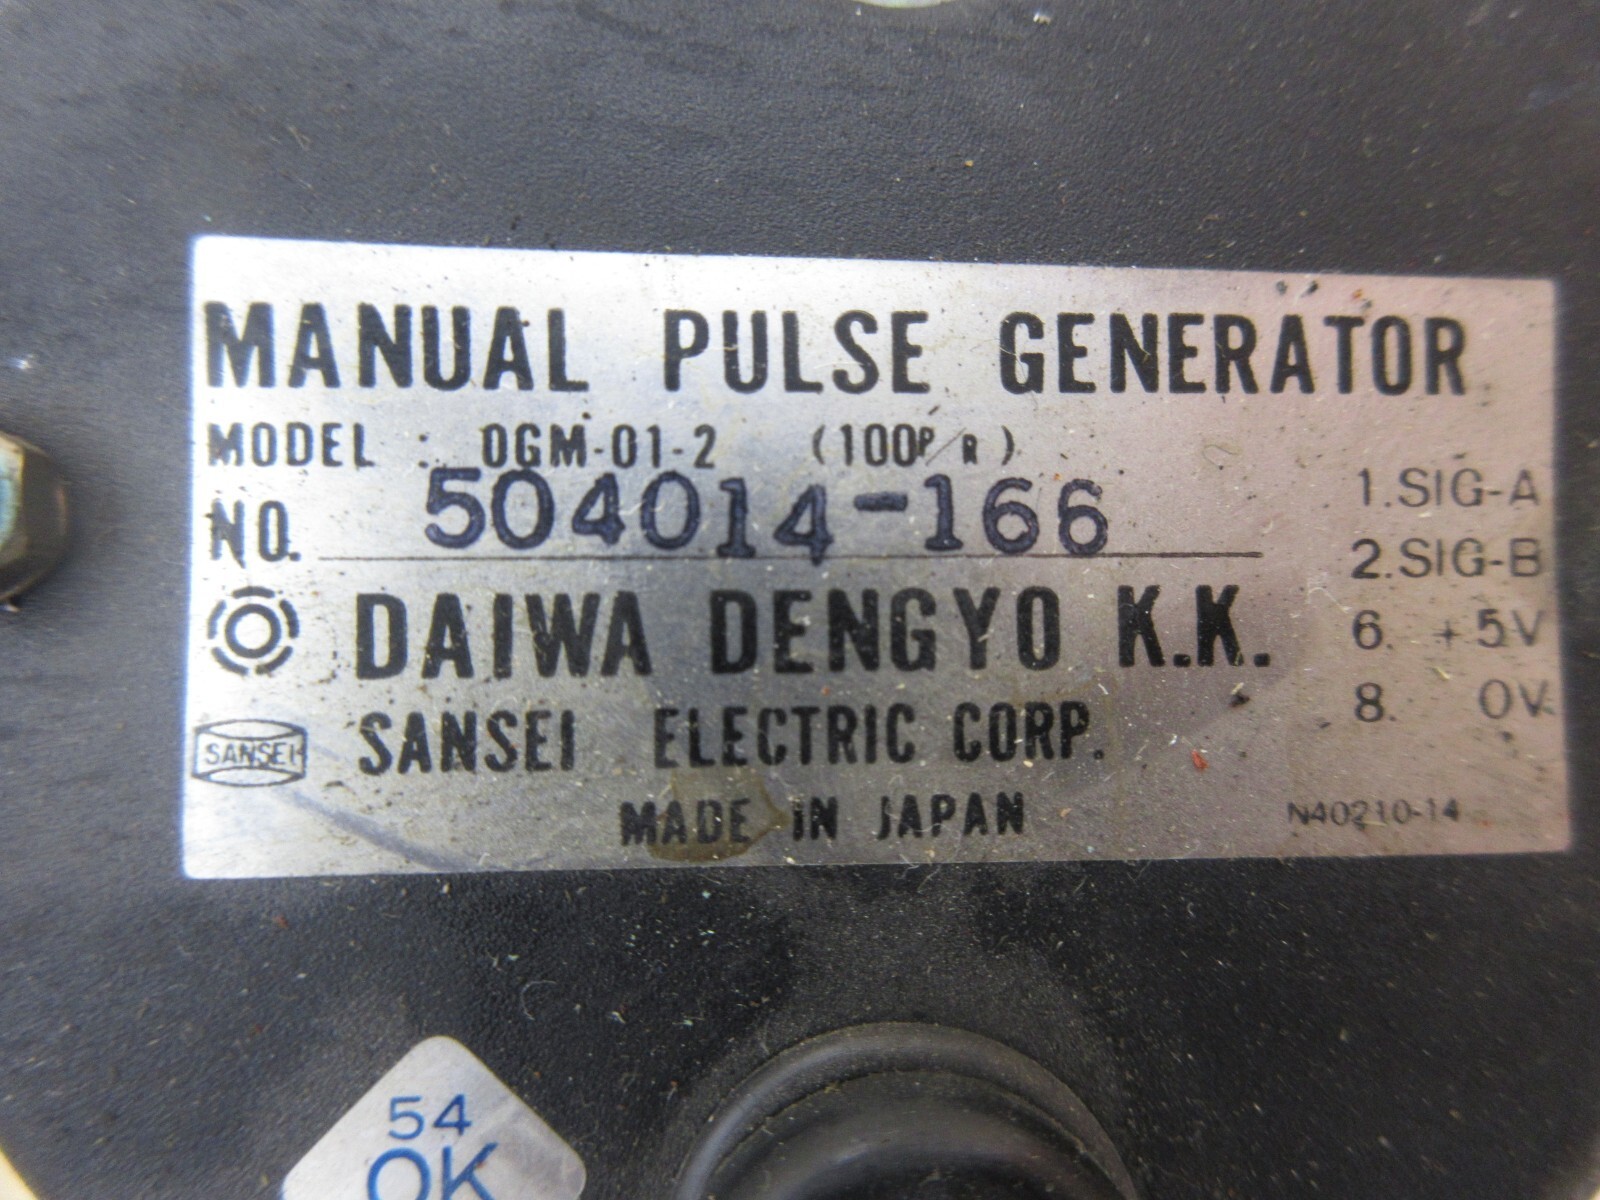 MANUAL PULSE GENERATOR
MODEL : OGM-01-2 (100P/R)
NO. 504014-166
DAIWA DENGYO K.K.
SANSEI
SANSEI ELECTRIC CORP.
MADE IN JAPAN
1.SIG-A
2.SIG-B
6. +5V
8. 0V
N40210-14
54
OK